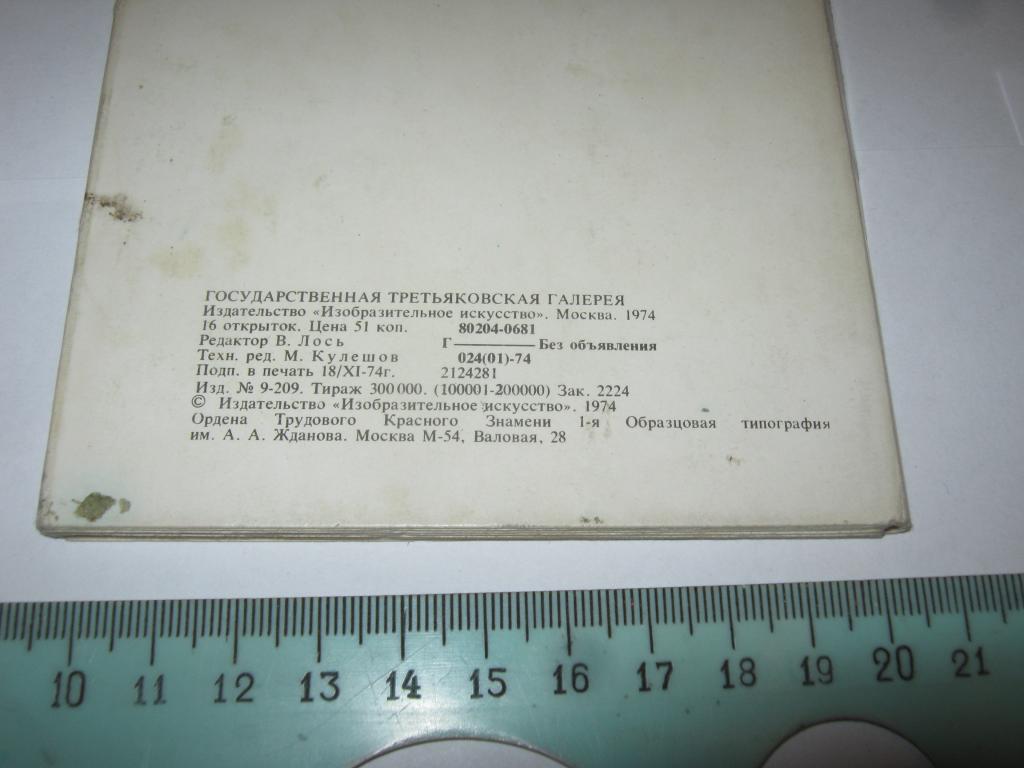 ГОСУДАРСТВЕННАЯ ТРЕТЬЯКОВСКАЯ ГАЛЕРЕЯ
Издательство «Изобразительное искусство». Москва. 1974
16 открыток. Цена 51 коп. 80204-0681
Редактор В. Лось Г——Без объявления
Техн. ред. М. Кулешов 024(01)-74
Подп. в печать 18/XI-74г. 2124281
Изд. № 9-209. Тираж 300 000. (100001-200000) Зак. 2224
© Издательство «Изобразительное искусство». 1974
Ордена Трудового Красного Знамени 1-я Образцовая типография
им. А. А. Жданова. Москва М-54, Валовая, 28
10 11 12 13 14 15 16 17 18 19 20 21